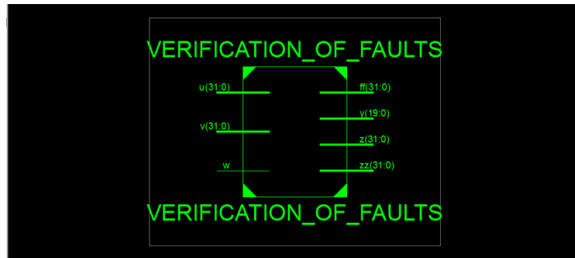 VERIFICATION_OF_FAULTS
u(31:0)
v(31:0)
w
ff(31:0)
y(19:0)
z(31:0)
zz(31:0)
VERIFICATION_OF_FAULTS